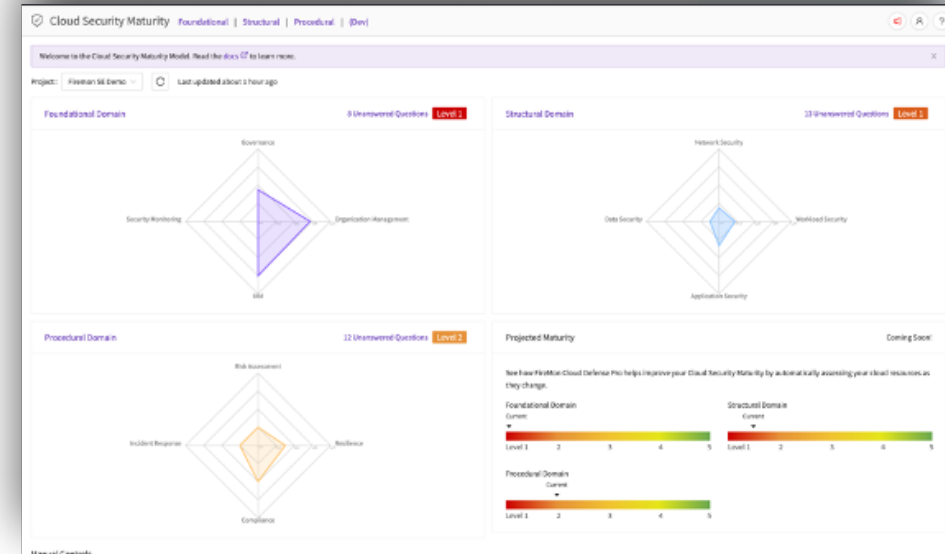 Cloud Security Maturity Foundational | Structural | Procedural | (Dev)
Welcome to the Cloud Security Maturity Model. Read the docs to learn more.
Project: Firemon SE Demo Last updated about 1 hour ago
Foundational Domain 8 Unanswered Questions Level 1
Governance
Security Monitoring
Organization Management
IAM
Structural Domain 13 Unanswered Questions Level 1
Network Security
Data Security
Workload Security
Application Security
Procedural Domain 12 Unanswered Questions Level 2
Risk Assessment
Incident Response
Resilience
Compliance
Projected Maturity Coming Soon!
See how FireMon Cloud Defense Pro helps improve your Cloud Security Maturity by automatically assessing your cloud resources as
they change.
Foundational Domain
Current
Level 1 2 3 4 5
Structural Domain
Current
Level 1 2 3 4 5
Procedural Domain
Current
Level 1 2 3 4 5
Manual Controls